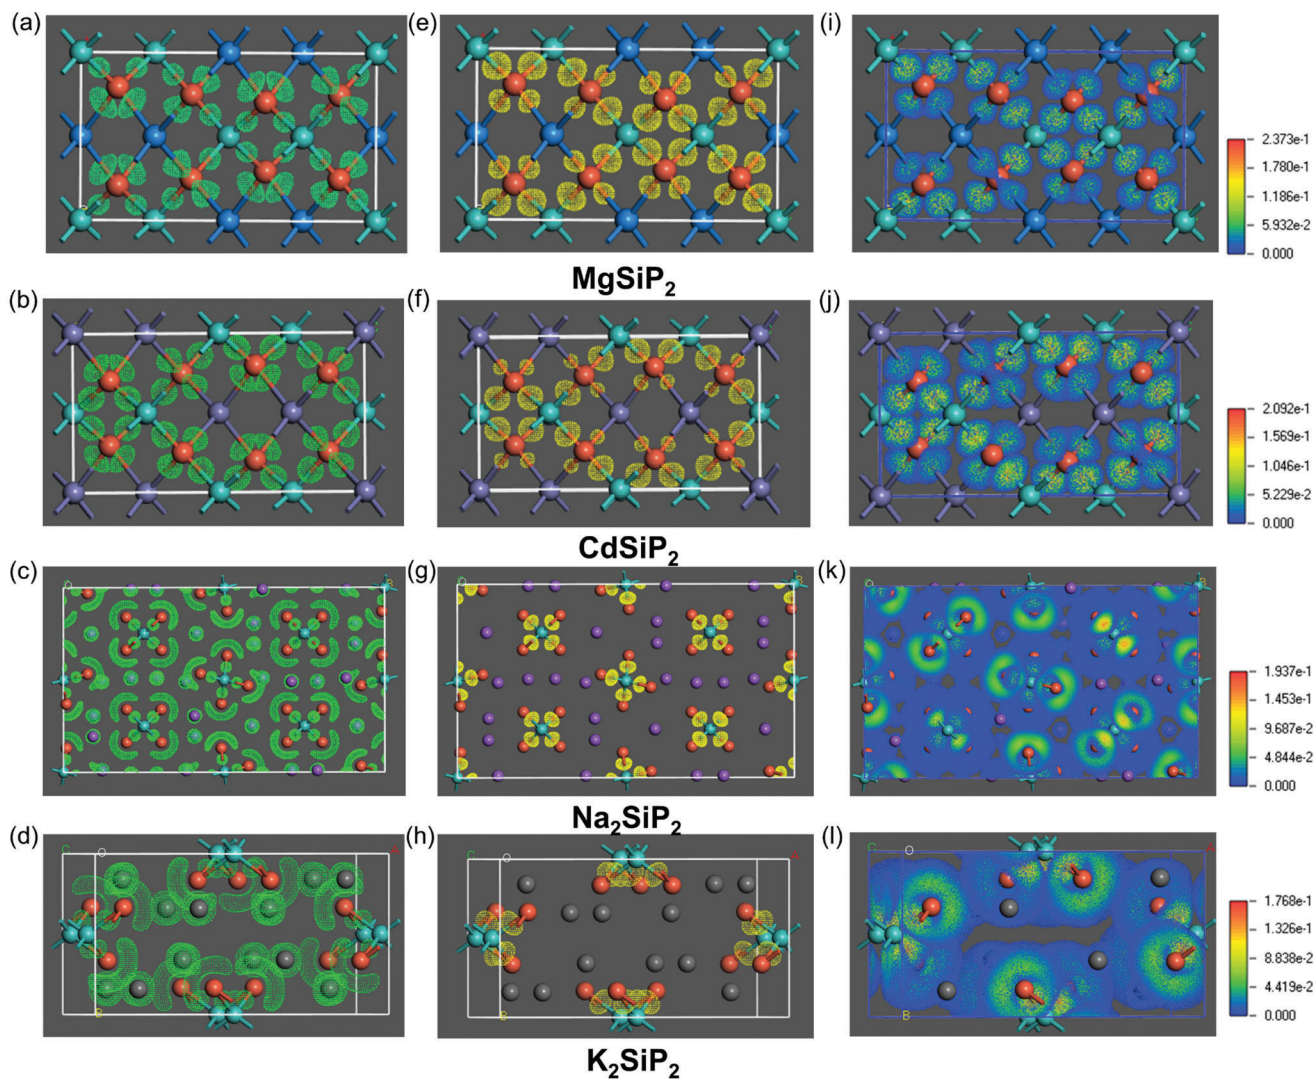 (a) (e) (i)
2.373e-1
1.780e-1
1.186e-1
5.932e-2
0.000
MgSiP2
(b) (f) (j)
2.092e-1
1.569e-1
1.046e-1
5.229e-2
0.000
CdSiP2
(c) (g) (k)
1.937e-1
1.453e-1
9.687e-2
4.844e-2
0.000
Na2SiP2
(d) (h) (l)
C O A C O A O A
1.768e-1
1.326e-1
8.838e-2
4.419e-2
0.000
B B B
K2SiP2